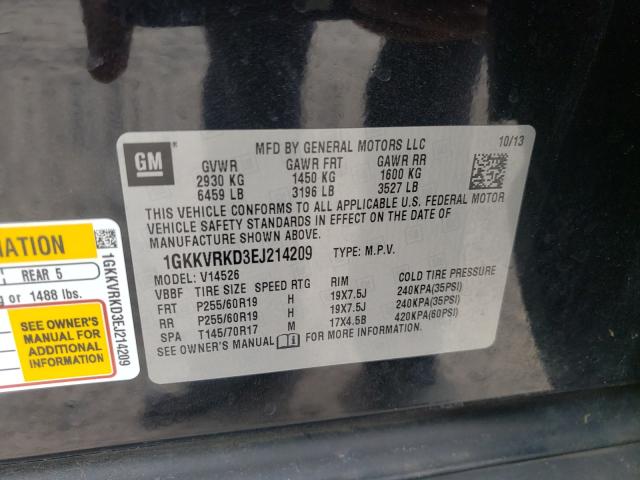 GM
MFD BY GENERAL MOTORS LLC 10/13
GVWR GAWR FRT GAWR RR
2930 KG 1450 KG 1600 KG
6459 LB 3196 LB 3527 LB
THIS VEHICLE CONFORMS TO ALL APPLICABLE U.S. FEDERAL MOTOR
VEHICLE SAFETY STANDARDS IN EFFECT ON THE DATE OF
MANUFACTURE SHOWN ABOVE.
1GKKVRKD3EJ214209 TYPE: M.P.V.
MODEL: V14526
VBBF TIRE SIZE SPEED RTG RIM COLD TIRE PRESSURE
FRT P255/60R19 H 19X7.5J 240KPA(35PSI)
RR P255/60R19 H 19X7.5J 240KPA(35PSI)
SPA T145/70R17 M 17X4.5B 420KPA(60PSI)
SEE OWNER'S MANUAL FOR MORE INFORMATION.
REAR 5
or 1488 lbs.
SEE OWNER'S
MANUAL FOR
ADDITIONAL
INFORMATION
1GKKVRKD3EJ214209